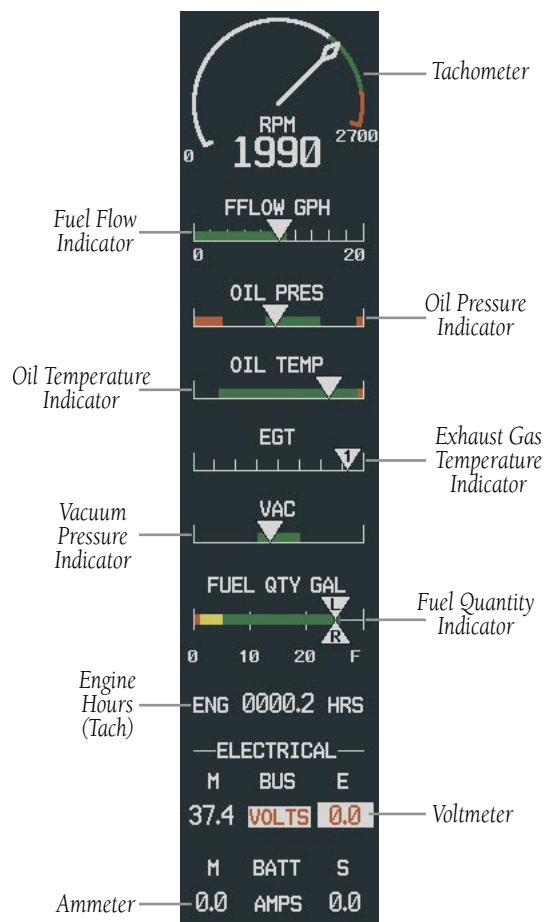 Tachometer
RPM
0 1990 2700
FFLOW GPH
Fuel Flow
Indicator
0 20
OIL PRES
Oil Pressure
Indicator
OIL TEMP
Oil Temperature
Indicator
EGT
1
Exhaust Gas
Temperature
Indicator
VAC
Vacuum
Pressure
Indicator
FUEL QTY GAL
L
R
Fuel Quantity
Indicator
0 10 20 F
Engine
Hours
(Tach)
ENG 0000.2 HRS
ELECTRICAL
M BUS E
37.4 VOLTS 0.0
Voltmeter
M BATT S
Ammeter
0.0 AMPS 0.0